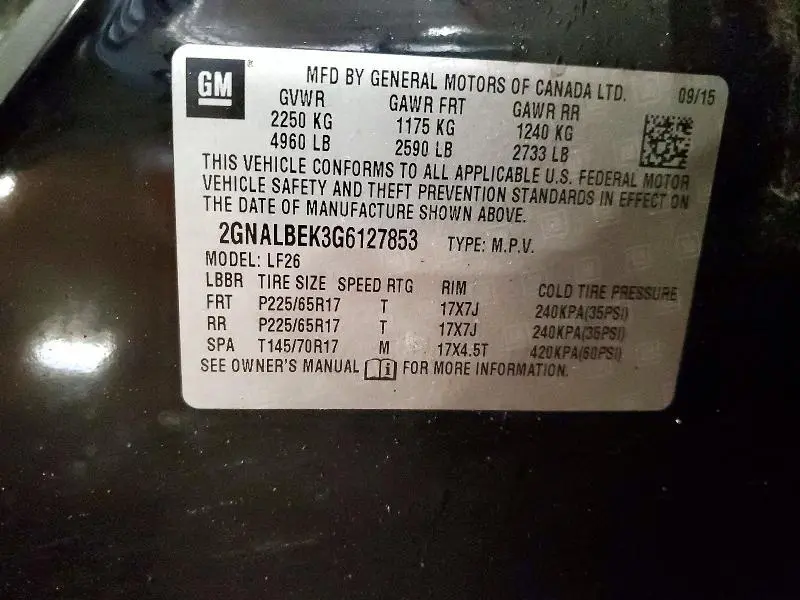 GM
MFD BY GENERAL MOTORS OF CANADA LTD. 09/15
GVWR GAWR FRT GAWR RR
2250 KG 1175 KG 1240 KG
4960 LB 2590 LB 2733 LB
THIS VEHICLE CONFORMS TO ALL APPLICABLE U.S. FEDERAL MOTOR
VEHICLE SAFETY AND THEFT PREVENTION STANDARDS IN EFFECT ON
THE DATE OF MANUFACTURE SHOWN ABOVE.
2GNALBEK3G6127853 TYPE: M.P.V.
MODEL: LF26
LBBR TIRE SIZE SPEED RTG RIM COLD TIRE PRESSURE
FRT P225/65R17 T 17X7J 240KPA(35PSI)
RR P225/65R17 T 17X7J 240KPA(35PSI)
SPA T145/70R17 M 17X4.5T 420KPA(60PSI)
SEE OWNER'S MANUAL FOR MORE INFORMATION.